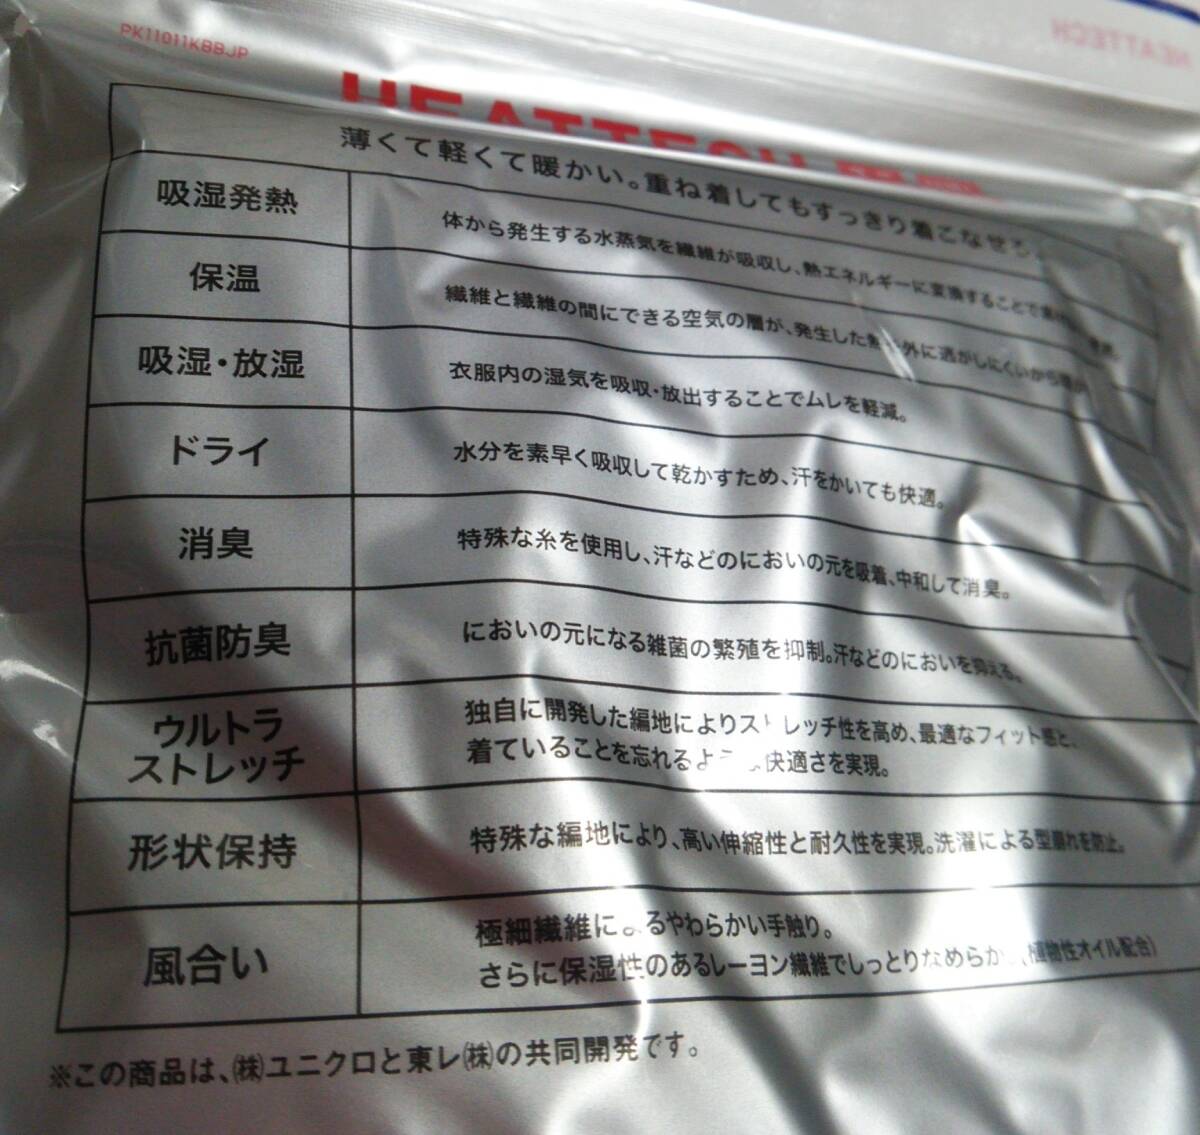 PK11011KBBJP
HEATTECH
HEATTECH
薄くて軽くて暖かい。重ね着してもすっきり着こなせる。
吸湿発熱
体から発生する水蒸気を繊維が吸収し、熱エネルギーに変換することで
保温
繊維と繊維の間にできる空気の層が、発生した熱を外に逃がしにくいから
吸湿・放湿
衣服内の湿気を吸収・放出することでムレを軽減。
ドライ
水分を素早く吸収して乾かすため、汗をかいても快適。
消臭
特殊な糸を使用し、汗などのにおいの元を吸着、中和して消臭。
抗菌防臭
においの元になる雑菌の繁殖を抑制。汗などのにおいを抑える。
ウルトラ
ストレッチ
独自に開発した編地によりストレッチ性を高め、最適なフィット感と、
着ていることを忘れるような快適さを実現。
形状保持
特殊な編地により、高い伸縮性と耐久性を実現。洗濯による型崩れを防止。
風合い
極細繊維によるやわらかい手触り。
さらに保湿性のあるレーヨン繊維でしっとりなめらか（植物性オイル配合）
※この商品は、㈱ユニクロと東レ㈱の共同開発です。